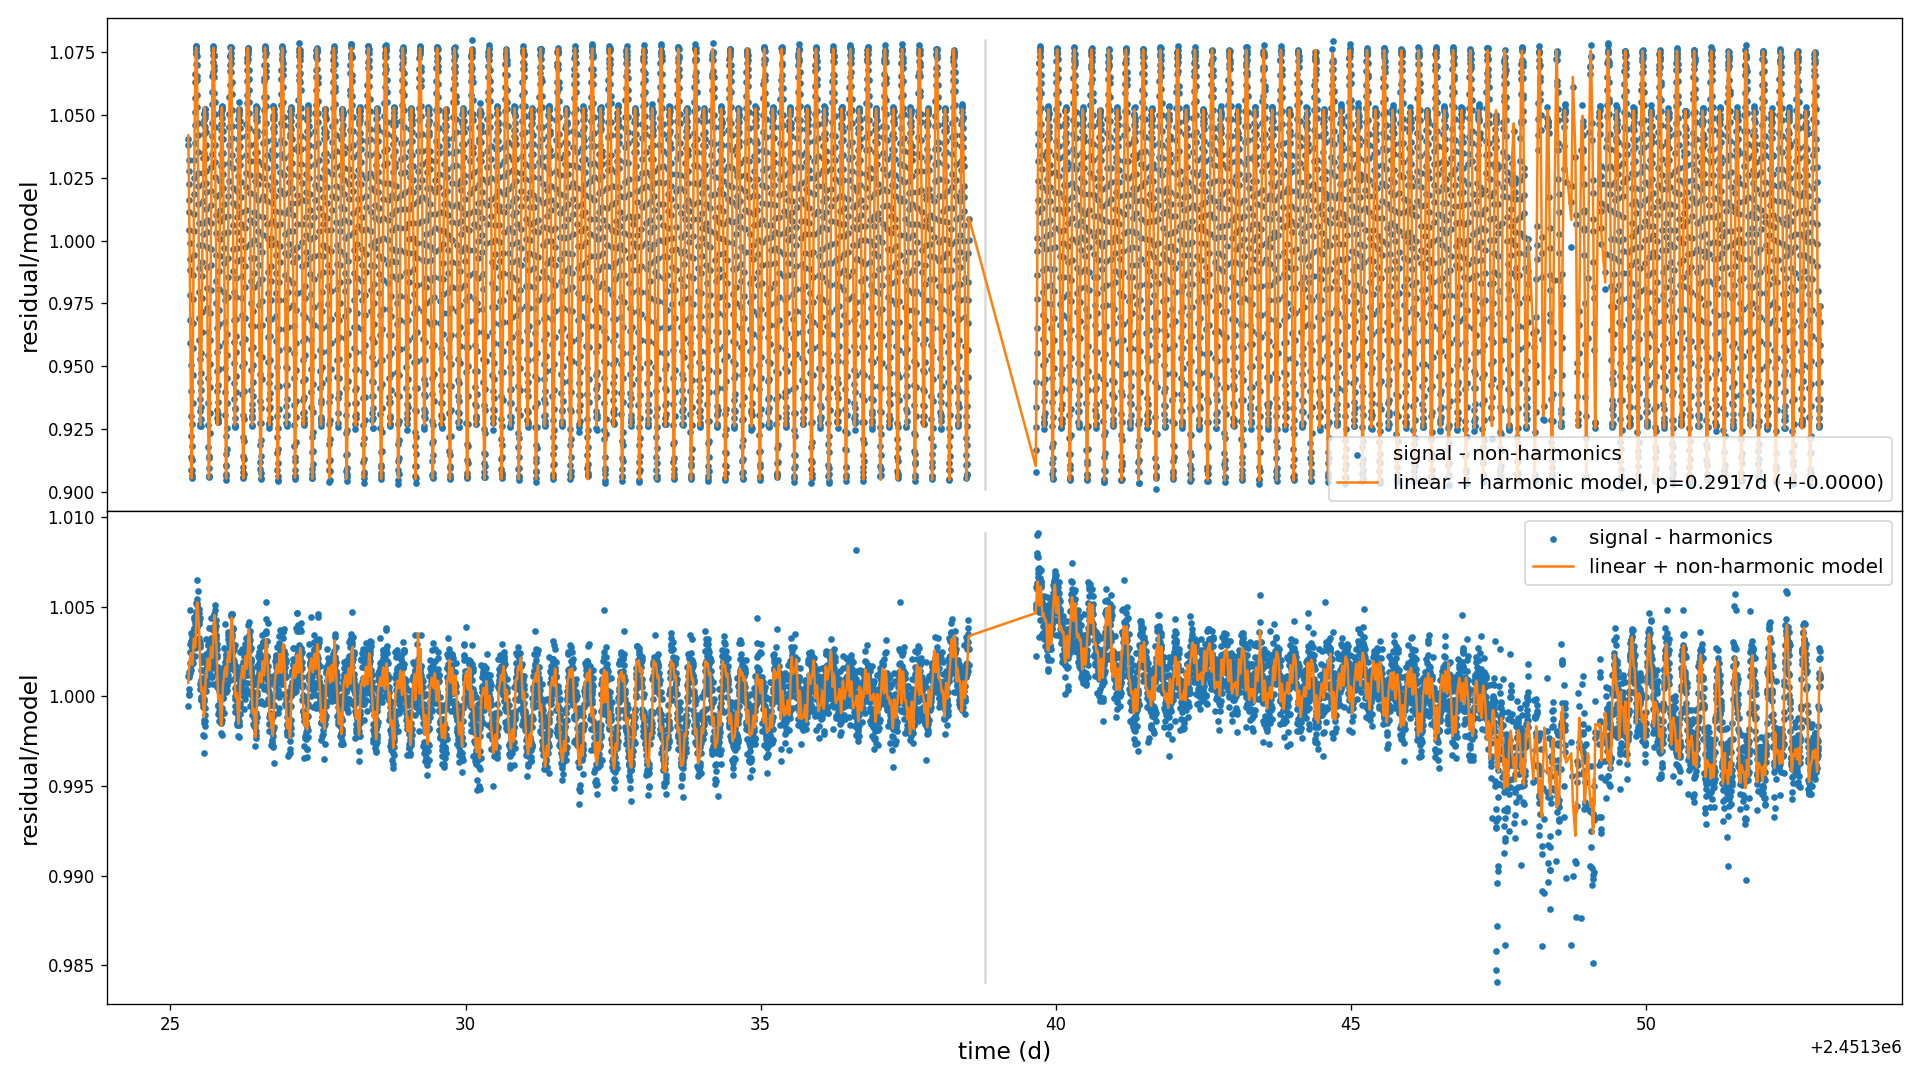 1.075
1.050
1.025
1.000
0.975
0.950
0.925
0.900
residual/model
signal - non-harmonics
linear + harmonic model, p=0.2917d (+-0.0000)
1.010
1.005
1.000
0.995
0.990
0.985
residual/model
signal - harmonics
linear + non-harmonic model
25 30 35 40 45 50
time (d)
+2.4513e6